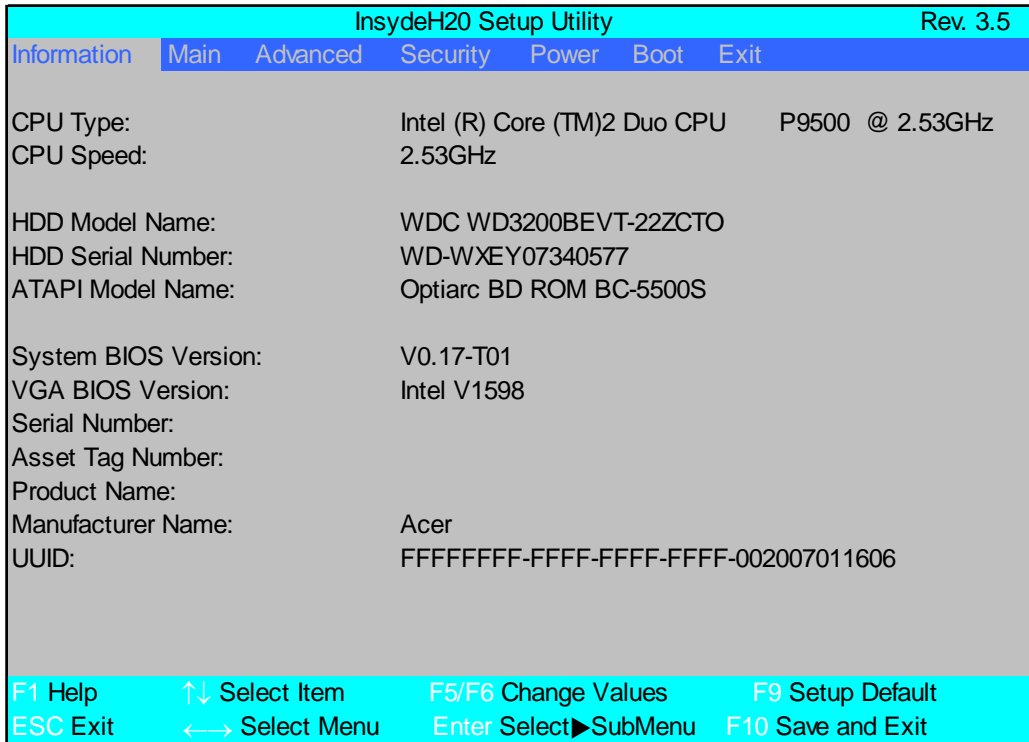 InsydeH20 Setup Utility Rev. 3.5
Information Main Advanced Security Power Boot Exit
CPU Type: Intel (R) Core (TM)2 Duo CPU P9500 @ 2.53GHz
CPU Speed: 2.53GHz
HDD Model Name: WDC WD3200BEVT-22ZCTO
HDD Serial Number: WD-WXEY07340577
ATAPI Model Name: Optiarc BD ROM BC-5500S
System BIOS Version: V0.17-T01
VGA BIOS Version: Intel V1598
Serial Number:
Asset Tag Number:
Product Name:
Manufacturer Name: Acer
UUID: FFFFFFFF-FFFF-FFFF-FFFF-002007011606
F1 Help ↑↓ Select Item F5/F6 Change Values F9 Setup Default
ESC Exit ←→ Select Menu Enter Select▶SubMenu F10 Save and Exit